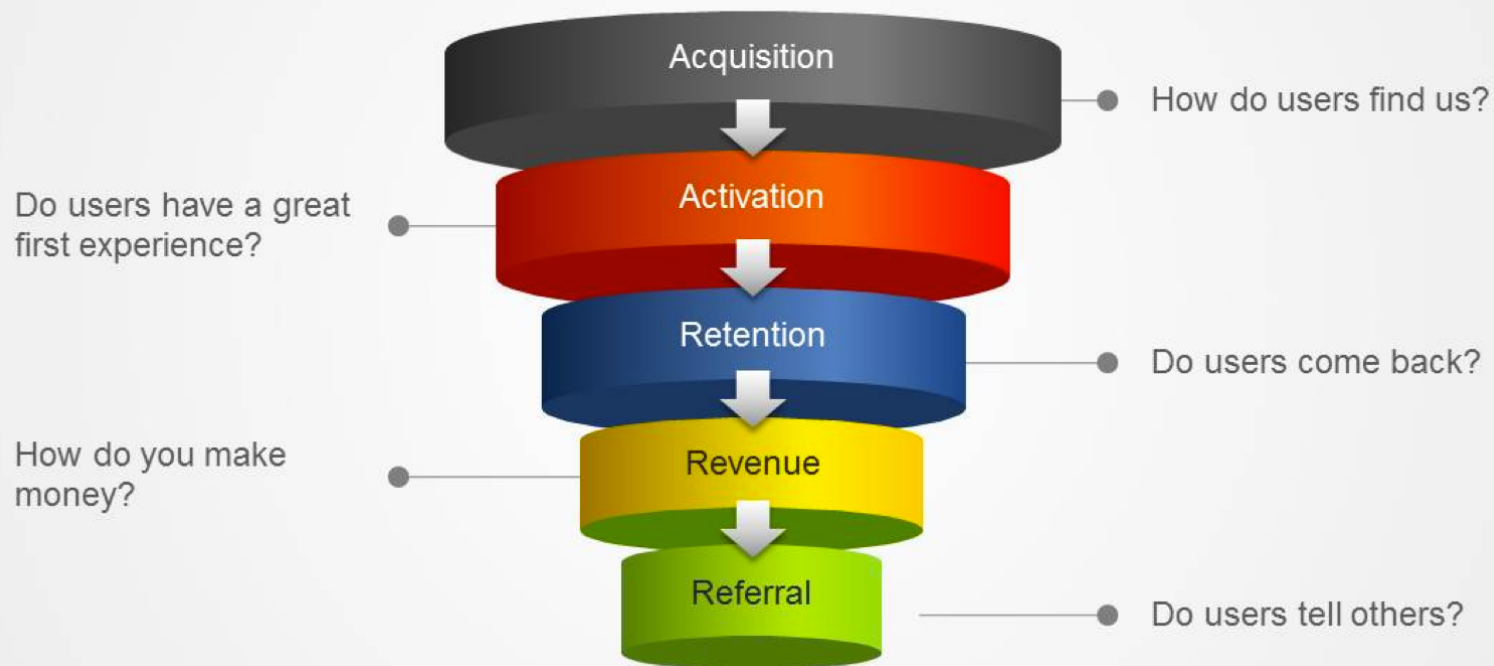 Acquisition
How do users find us?
Activation
Do users have a great
first experience?
Retention
Do users come back?
Revenue
How do you make
money?
Referral
Do users tell others?